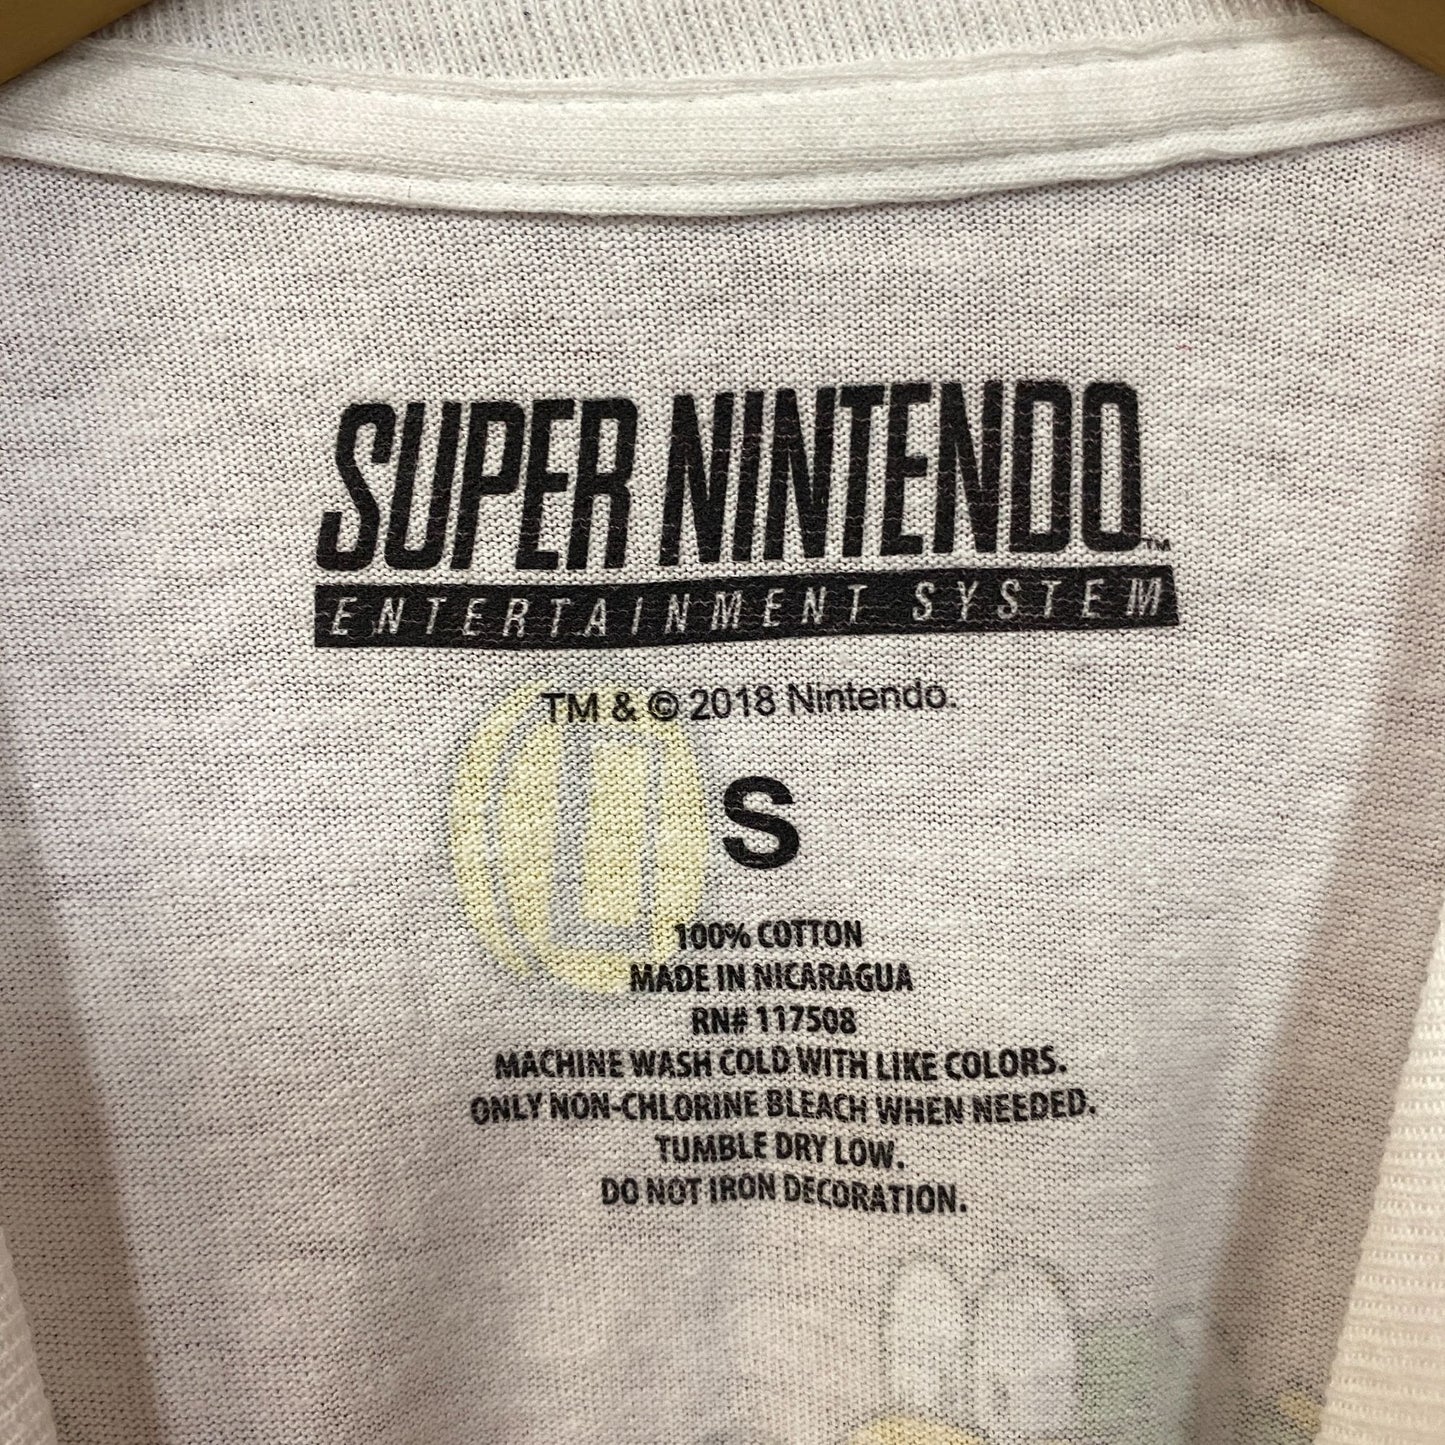 SUPER NINTENDO™
ENTERTAINMENT SYSTEM
TM & © 2018 Nintendo.
S
100% COTTON
MADE IN NICARAGUA
RN# 117508
MACHINE WASH COLD WITH LIKE COLORS.
ONLY NON-CHLORINE BLEACH WHEN NEEDED.
TUMBLE DRY LOW.
DO NOT IRON DECORATION.